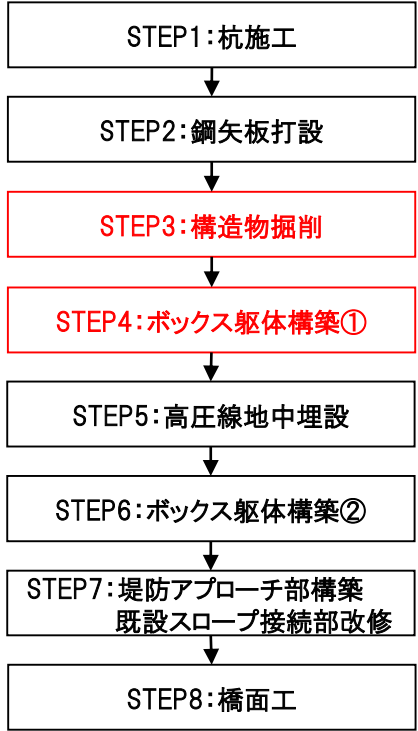 STEP1：杭施工
STEP2：鋼矢板打設
STEP3：構造物掘削
STEP4：ボックス躯体構築①
STEP5：高圧線地中埋設
STEP6：ボックス躯体構築②
STEP7：堤防アプローチ部構築
既設スロープ接続部改修
STEP8：橋面工